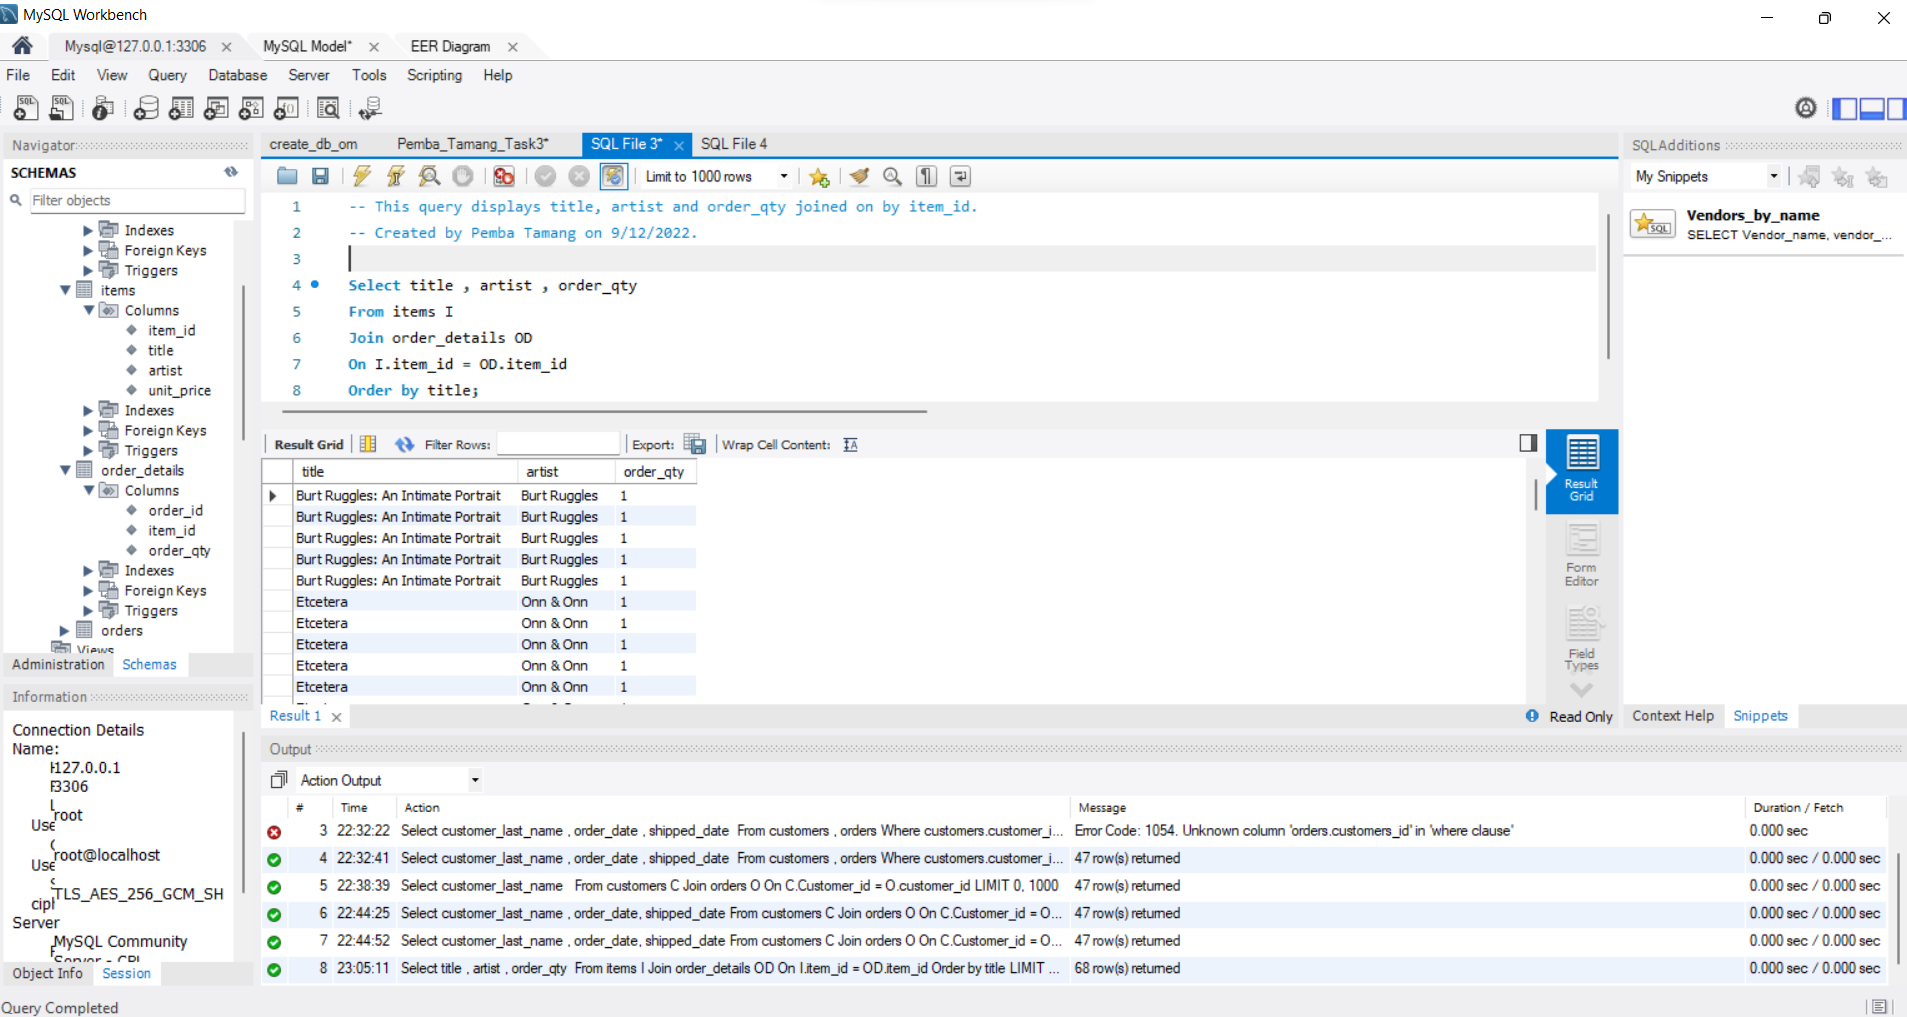 MySQL Workbench
Mysql@127.0.0.1:3306
MySQL Model*
EER Diagram
File Edit View Query Database Server Tools Scripting Help
Navigator
SCHEMAS
Filter objects
Indexes
Foreign Keys
Triggers
items
Columns
item_id
title
artist
unit_price
Indexes
Foreign Keys
Triggers
order_details
Columns
order_id
item_id
order_qty
Indexes
Foreign Keys
Triggers
orders
Views
Administration Schemas
Information
Connection Details
Name:
127.0.0.1
3306
root
Use
root@localhost
Use
TLS_AES_256_GCM_SH
ciph
Server
MySQL Community
Server - GPL
Object Info Session
Query Completed
create_db_om Pemba_Tamang_Task3* SQL File 3* SQL File 4
Limit to 1000 rows
1 -- This query displays title, artist and order_qty joined on by item_id.
2 -- Created by Pemba Tamang on 9/12/2022.
3
4 Select title , artist , order_qty
5 From items I
6 Join order_details OD
7 On I.item_id = OD.item_id
8 Order by title;
Result Grid Filter Rows: Export: Wrap Cell Content:
title artist order_qty
Burt Ruggles: An Intimate Portrait Burt Ruggles 1
Burt Ruggles: An Intimate Portrait Burt Ruggles 1
Burt Ruggles: An Intimate Portrait Burt Ruggles 1
Burt Ruggles: An Intimate Portrait Burt Ruggles 1
Burt Ruggles: An Intimate Portrait Burt Ruggles 1
Etcetera Onn & Onn 1
Etcetera Onn & Onn 1
Etcetera Onn & Onn 1
Etcetera Onn & Onn 1
Etcetera Onn & Onn 1
Result
Grid
Form
Editor
Field
Types
Result 1
Read Only
SQLAdditions
My Snippets
SQL
Vendors_by_name
SELECT Vendor_name, vendor_...
Context Help Snippets
Output
Action Output
# Time Action Message Duration / Fetch
3 22:32:22 Select customer_last_name , order_date , shipped_date From customers , orders Where customers.customer_i... Error Code: 1054. Unknown column 'orders.customers_id' in 'where clause' 0.000 sec
4 22:32:41 Select customer_last_name , order_date , shipped_date From customers , orders Where customers.customer_i... 47 row(s) returned 0.000 sec / 0.000 sec
5 22:38:39 Select customer_last_name From customers C Join orders O On C.Customer_id = O.customer_id LIMIT 0, 1000 47 row(s) returned 0.000 sec / 0.000 sec
6 22:44:25 Select customer_last_name , order_date, shipped_date From customers C Join orders O On C.Customer_id = O... 47 row(s) returned 0.000 sec / 0.000 sec
7 22:44:52 Select customer_last_name , order_date, shipped_date From customers C Join orders O On C.Customer_id = O... 47 row(s) returned 0.000 sec / 0.000 sec
8 23:05:11 Select title , artist , order_qty From items I Join order_details OD On I.item_id = OD.item_id Order by title LIMIT ... 68 row(s) returned 0.000 sec / 0.000 sec